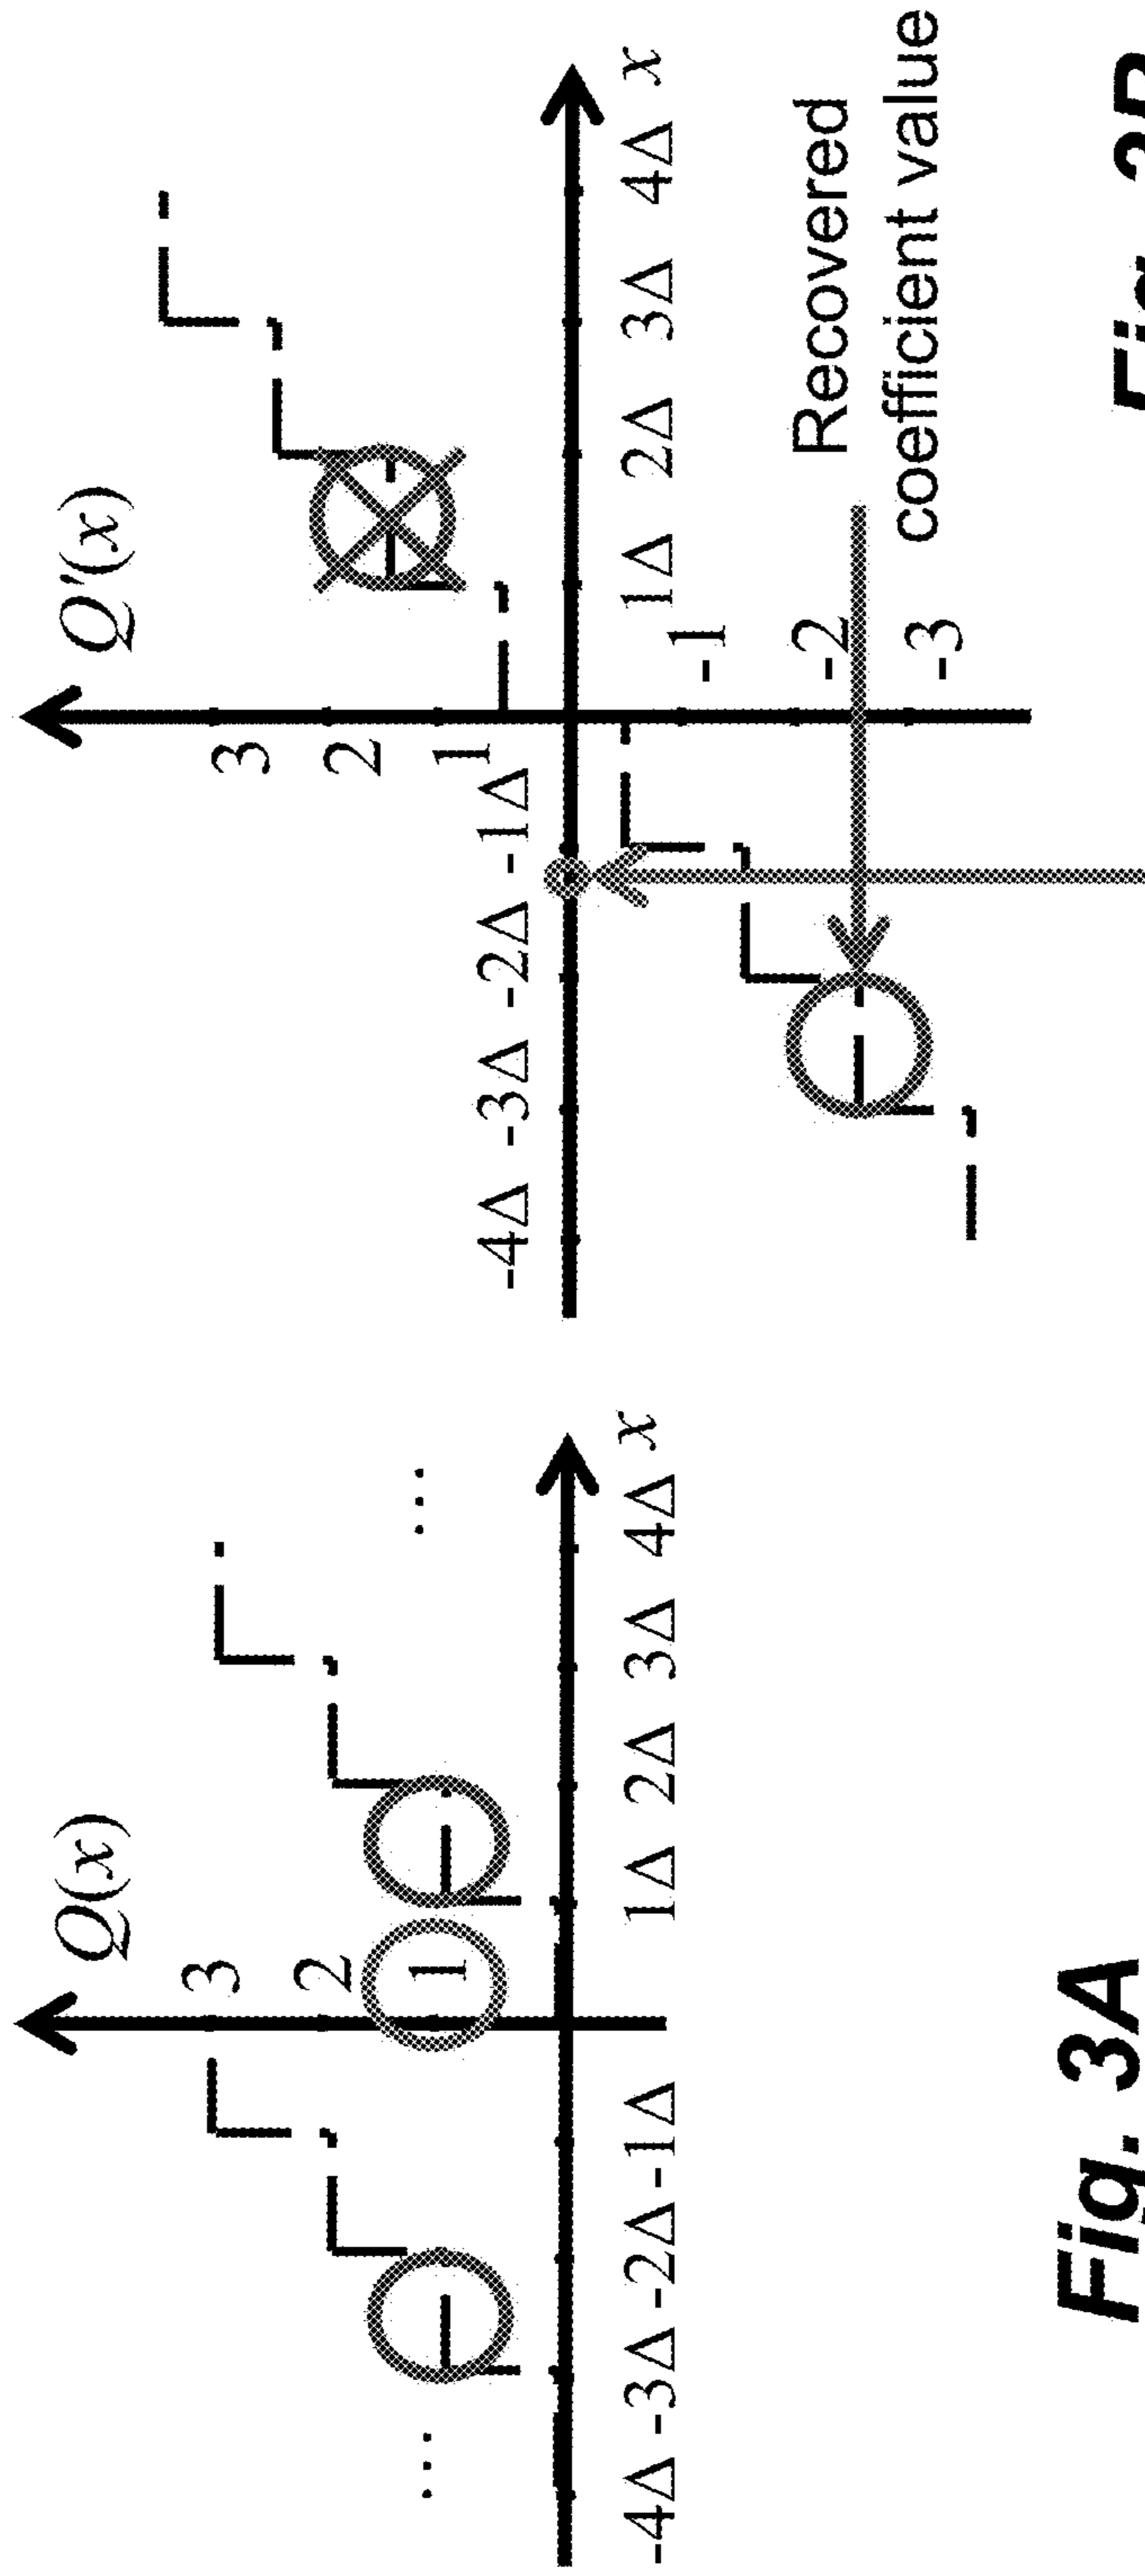 Q(x)
3
2
1
-4Δ -3Δ -2Δ -1Δ
1Δ 2Δ 3Δ 4Δ x
...
...
Fig. 3A
Q'(x)
3
2
1
-4Δ -3Δ -2Δ -1Δ
1Δ 2Δ 3Δ 4Δ x
-1
-2
-3
Recovered
coefficient value
Fig.